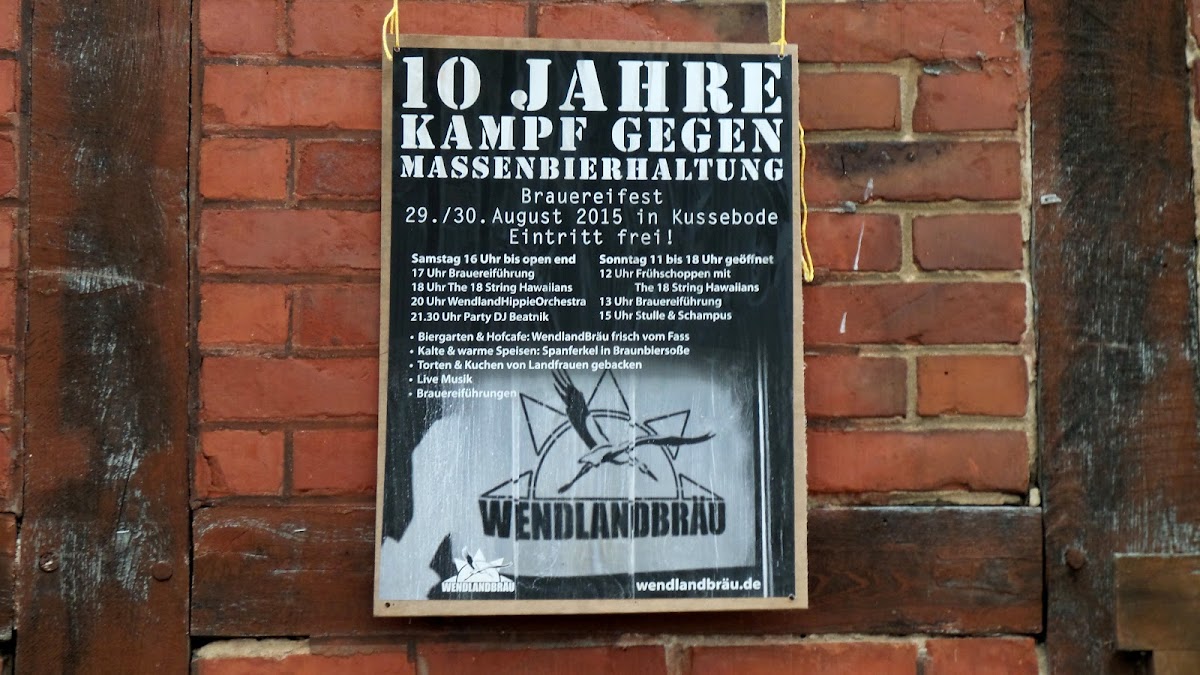 10 JAHRE
KAMPF GEGEN
MASSENBIERHALTUNG
Brauereifest
29./30.August 2015 in Kussebode
Eintritt frei!
Samstag 16 Uhr bis open end
17 Uhr Brauereiführung
18 Uhr The 18 String Hawaiians
20 Uhr WendlandHippieOrchestra
21.30 Uhr Party DJ Beatnik
Sonntag 11 bis 18 Uhr geöffnet
12 Uhr Frühschoppen mit
The 18 String Hawaiians
13 Uhr Brauereiführung
15 Uhr Stulle & Schampus
• Biergarten & Hofcafe: WendlandBräu frisch vom Fass
• Kalte & warme Speisen: Spanferkel in Braunbiersoße
• Torten & Kuchen von Landfrauen gebacken
• Live Musik
• Brauereiführungen
WENDLANDBRÄU
WENDLANDBRÄU
wendlandbräu.de